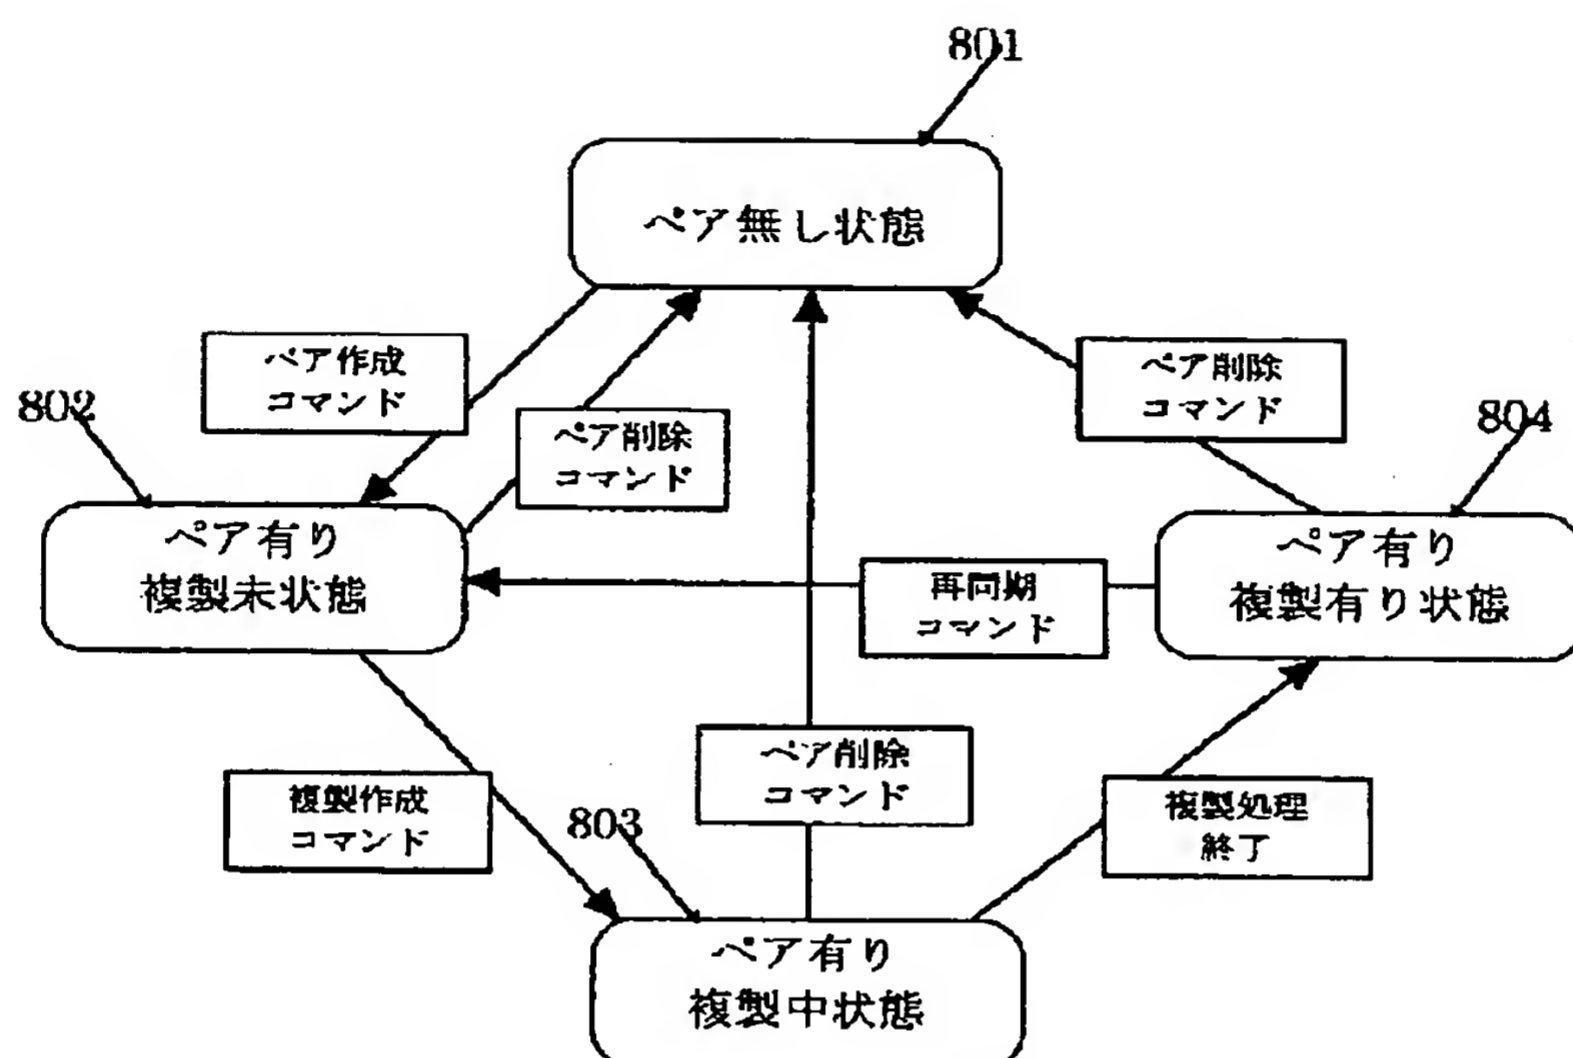 801
ペア無し状態
ペア作成
コマンド
ペア削除
コマンド
802
ペア削除
コマンド
804
ペア有り
複製未状態
再同期
コマンド
ペア有り
複製有り状態
ペア削除
コマンド
複製作成
コマンド
803
複製処理
終了
ペア有り
複製中状態